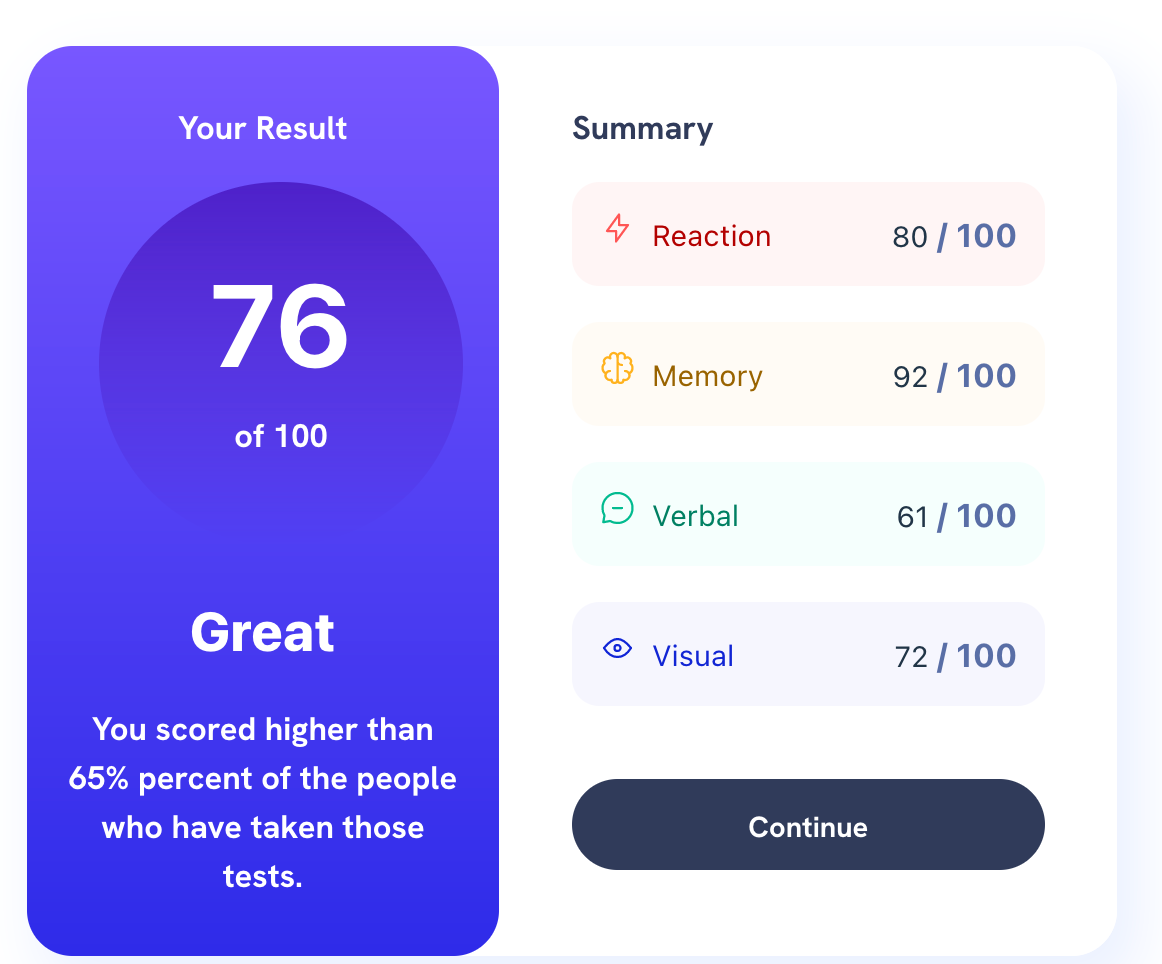 Your Result
76
of 100
Great
You scored higher than
65% percent of the people
who have taken those
tests.
Summary
Reaction 80 / 100
Memory 92 / 100
Verbal 61 / 100
Visual 72 / 100
Continue